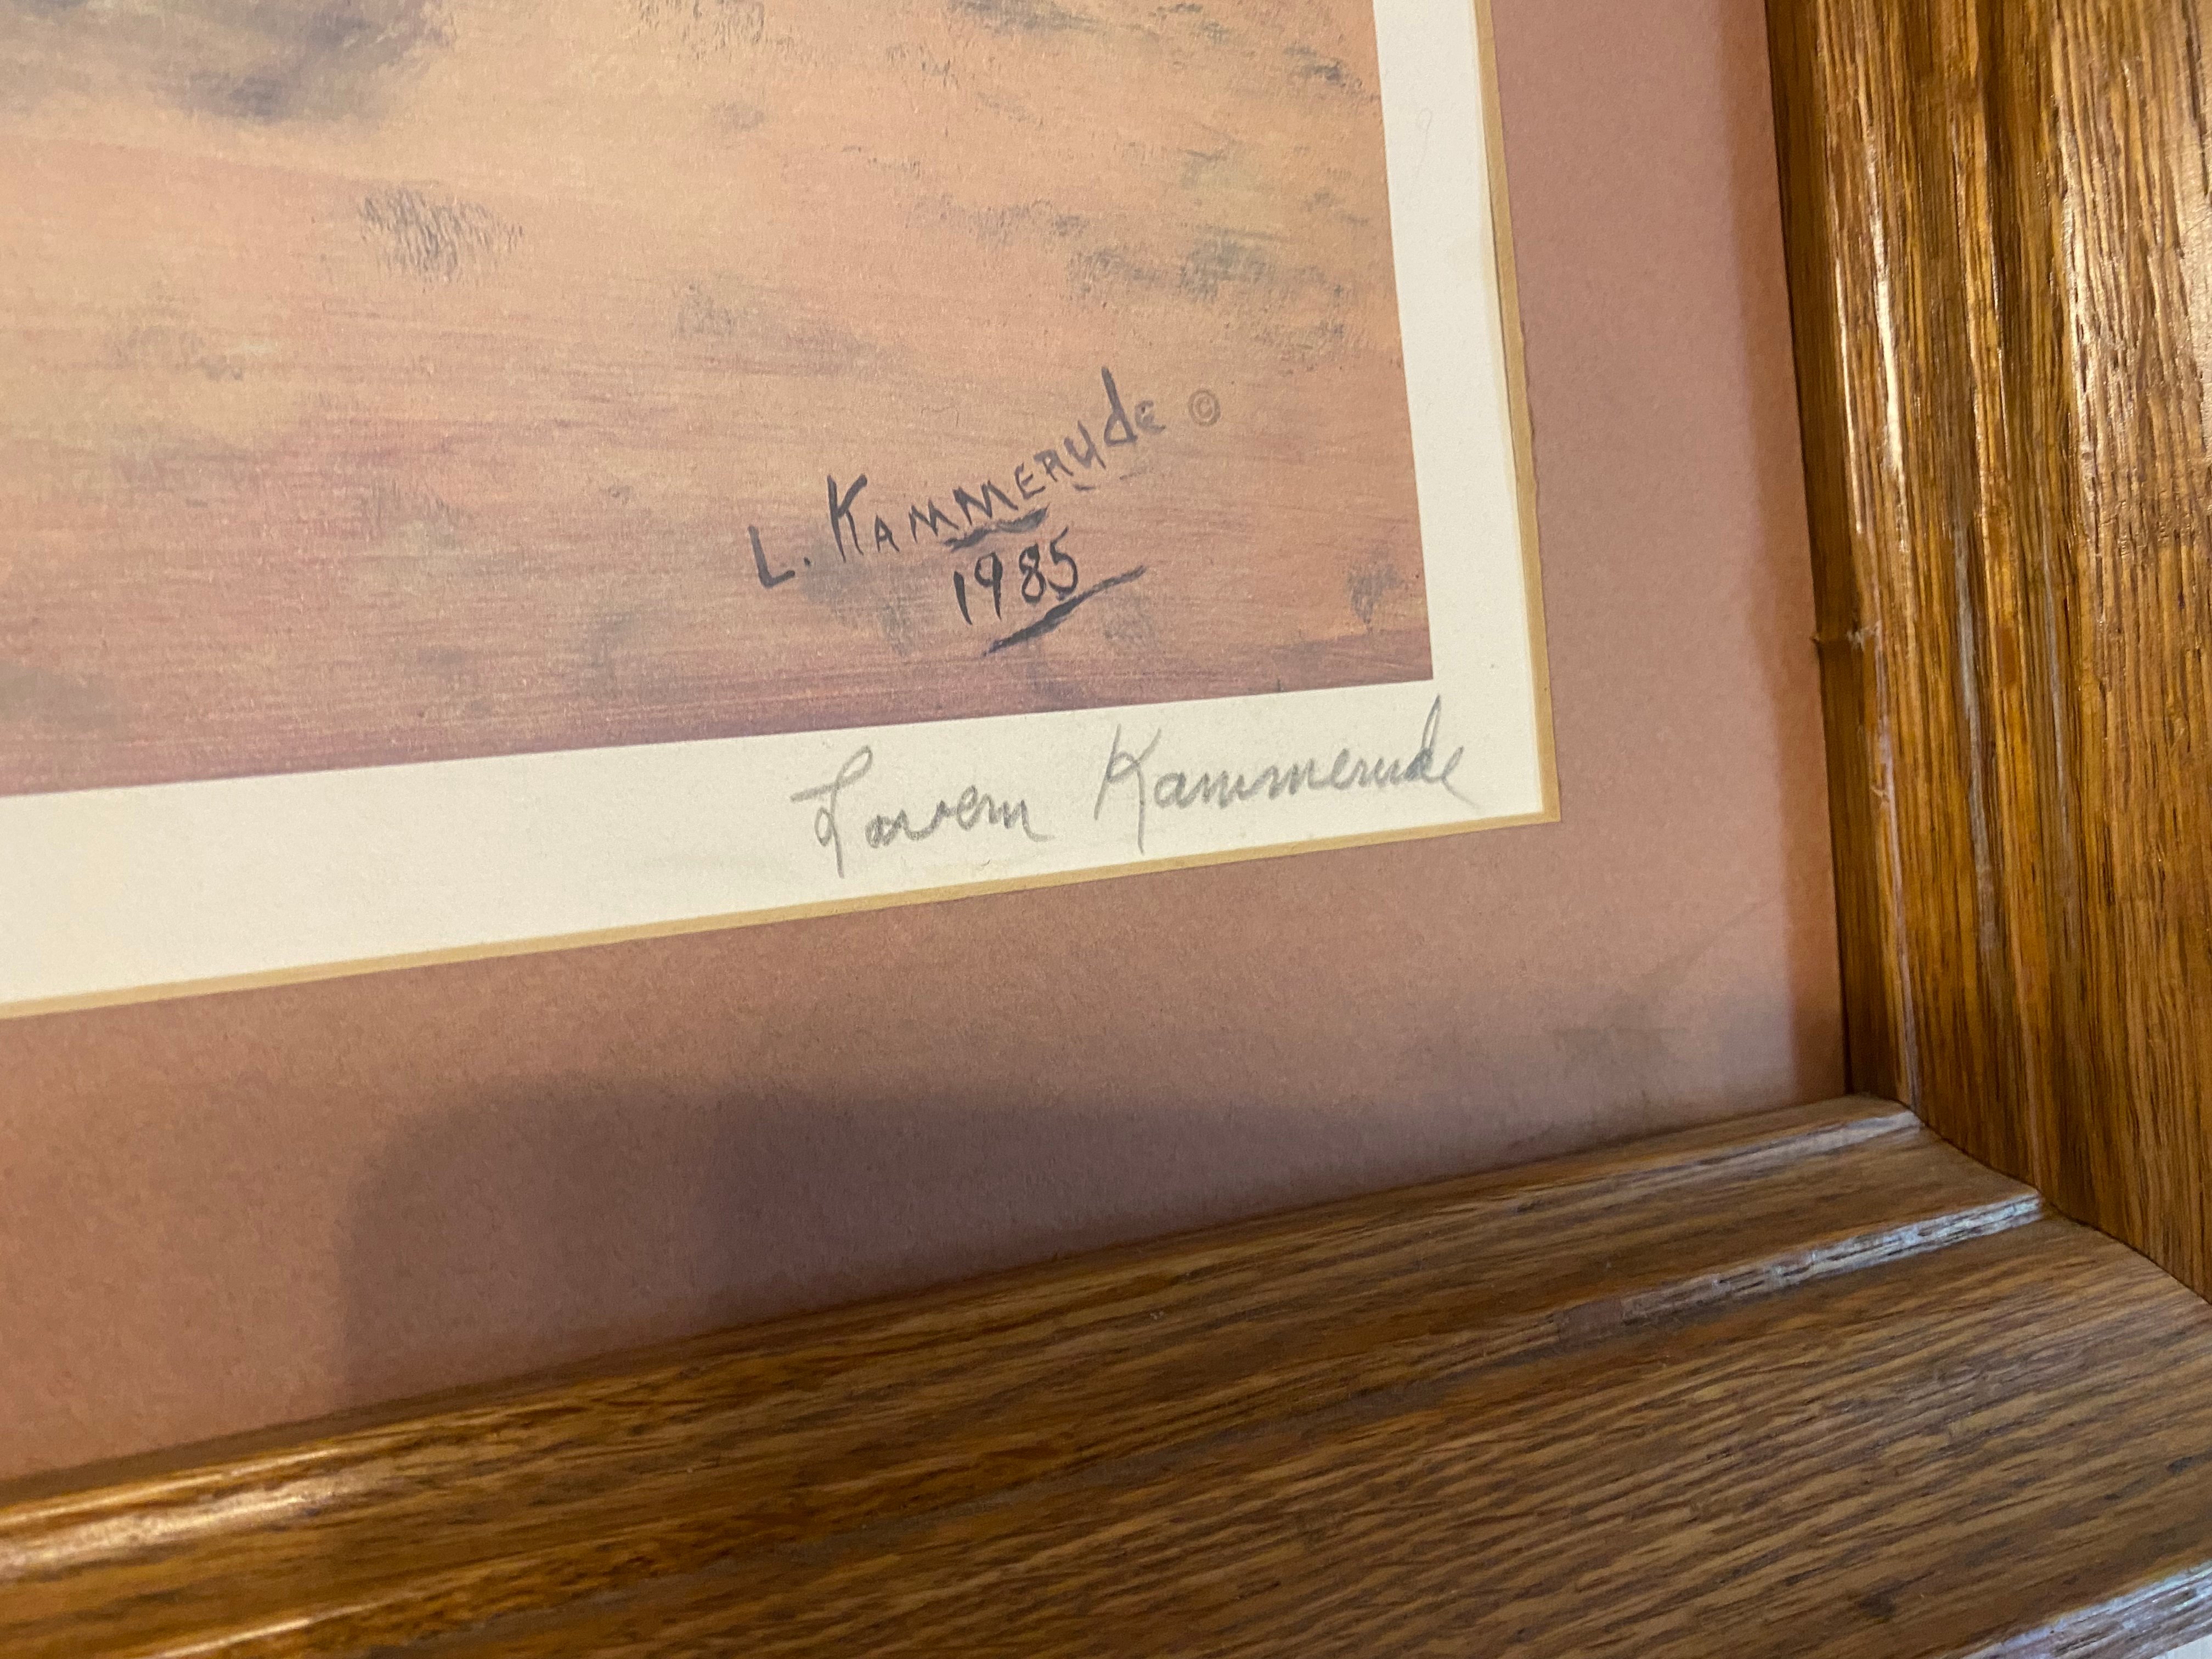 L. KAMMERUDE ©
1985
Lavern Kammerude